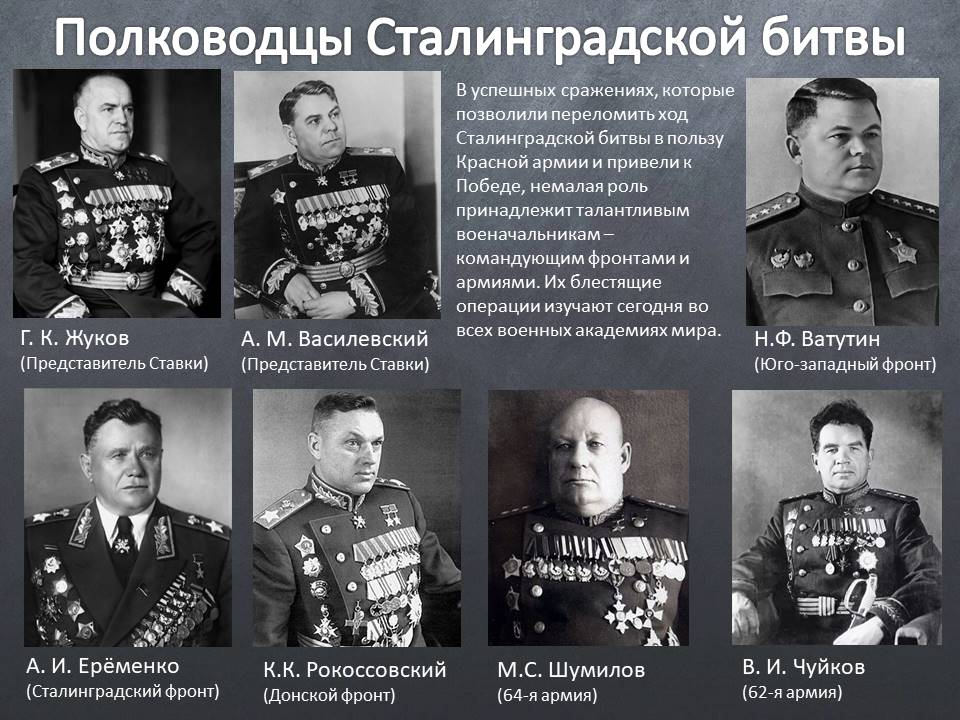 Полководцы Сталинградской битвы
В успешных сражениях, которые
позволили переломить ход
Сталинградской битвы в пользу
Красной армии и привели к
Победе, немалая роль
принадлежит талантливым
военачальникам –
командующим фронтами и
армиями. Их блестящие
операции изучают сегодня во
всех военных академиях мира.
Г. К. Жуков
(Представитель Ставки)
А. М. Василевский
(Представитель Ставки)
Н.Ф. Ватутин
(Юго-западный фронт)
А. И. Ерёменко
(Сталинградский фронт)
К.К. Рокоссовский
(Донской фронт)
М.С. Шумилов
(64-я армия)
В. И. Чуйков
(62-я армия)